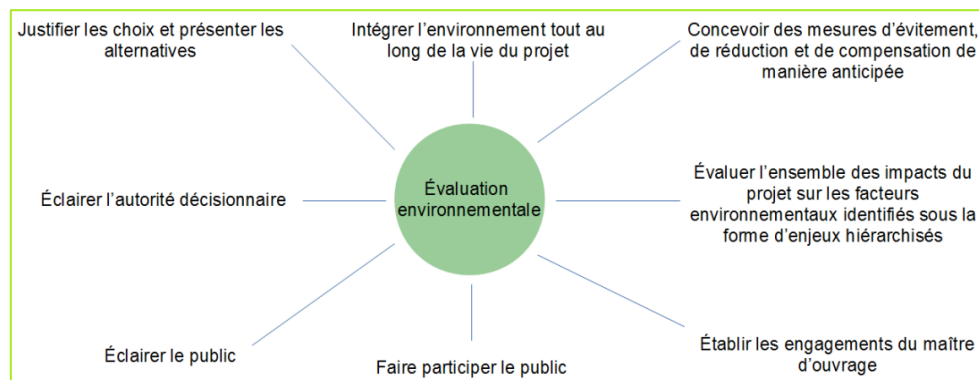 Justifier les choix et présenter les
alternatives
Intégrer l'environnement tout au
long de la vie du projet
Concevoir des mesures d'évitement,
de réduction et de compensation de
manière anticipée
Éclairer l'autorité décisionnaire
Évaluation
environnementale
Évaluer l'ensemble des impacts du
projet sur les facteurs
environnementaux identifiés sous la
forme d'enjeux hiérarchisés
Éclairer le public
Faire participer le public
Établir les engagements du maître
d'ouvrage